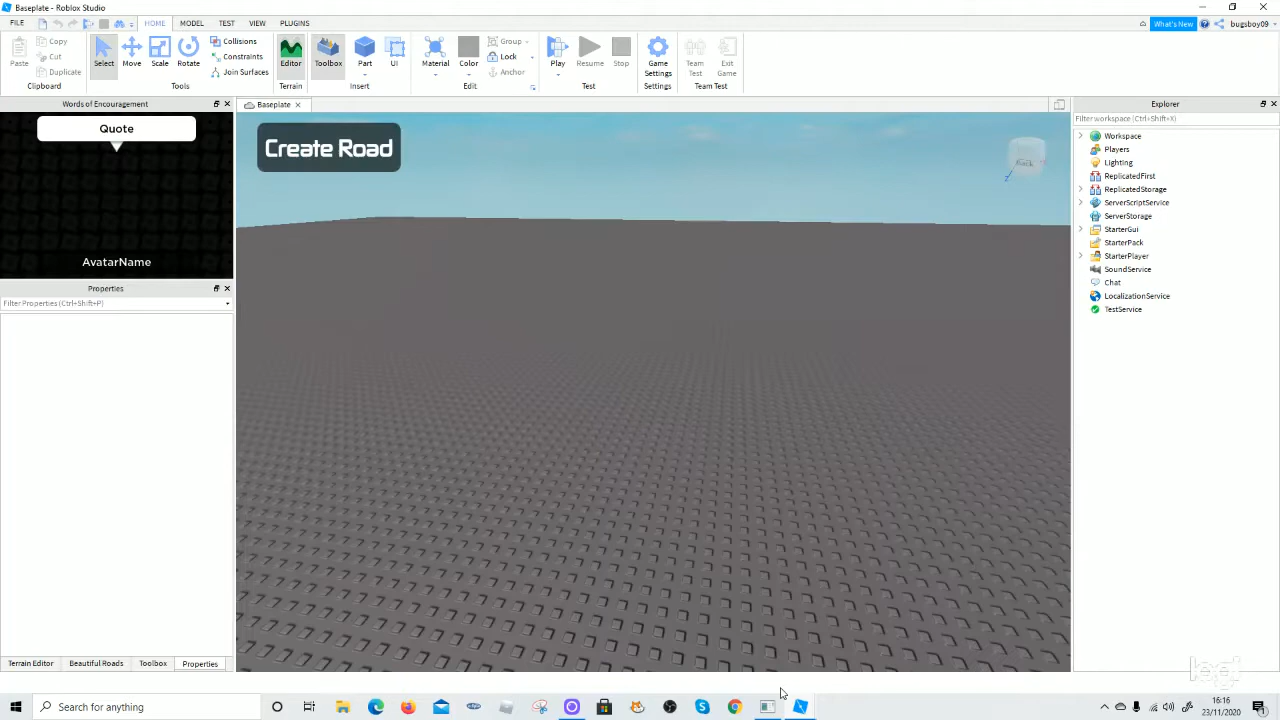 Baseplate - Roblox Studio
FILE HOME MODEL TEST VIEW PLUGINS What's New bugsboy09
Paste Copy Cut Duplicate Clipboard
Select Move Scale Rotate Collisions Constraints Join Surfaces Tools
Editor Terrain
Toolbox Part UI Insert
Material Color Group Lock Anchor Edit
Play Resume Stop Test
Game Settings Settings
Team Test Exit Game Team Test
Words of Encouragement
Quote
AvatarName
Properties
Filter Properties (Ctrl+Shift+P)
Terrain Editor Beautiful Roads Toolbox Properties
Baseplate
Create Road
Back
Z
Explorer
Filter workspace (Ctrl+Shift+X)
Workspace
Players
Lighting
ReplicatedFirst
ReplicatedStorage
ServerScriptService
ServerStorage
StarterGui
StarterPack
StarterPlayer
SoundService
Chat
LocalizationService
TestService
Type here to search
16:16
23/11/2020